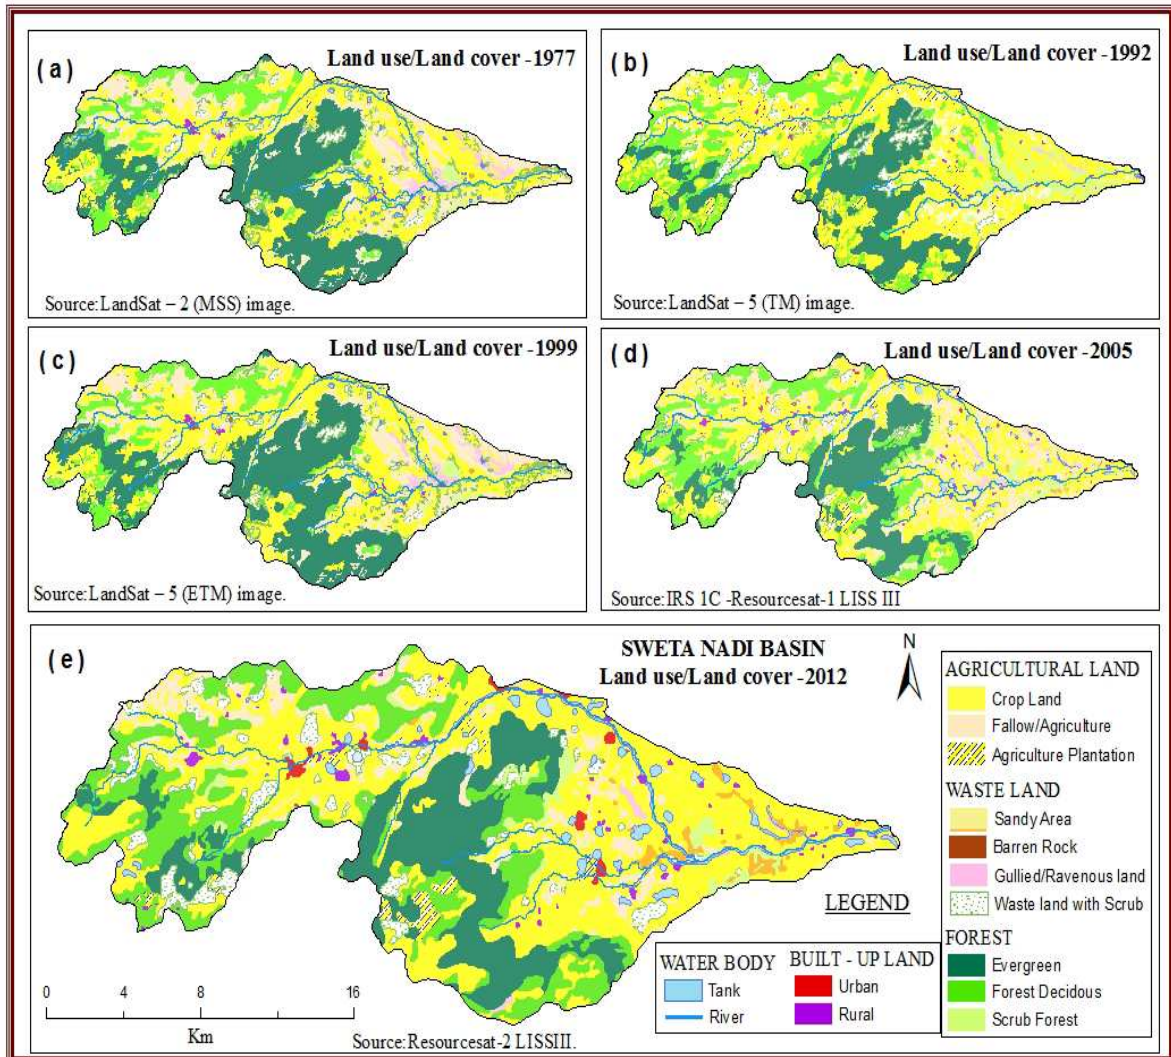 (a)
Land use/Land cover -1977
Source:LandSat – 2 (MSS) image.
(b)
Land use/Land cover -1992
Source:LandSat – 5 (TM) image.
(c)
Land use/Land cover -1999
Source:LandSat – 5 (ETM) image.
(d)
Land use/Land cover -2005
Source:IRS 1C -Resourcesat-1 LISS III
(e)
SWETA NADI BASIN
Land use/Land cover -2012
N
0 4 8 16
Km
Source:Resourcesat-2 LISSIII.
LEGEND
WATER BODY
Tank
River
BUILT - UP LAND
Urban
Rural
AGRICULTURAL LAND
Crop Land
Fallow/Agriculture
Agriculture Plantation
WASTE LAND
Sandy Area
Barren Rock
Gullied/Ravenous land
Waste land with Scrub
FOREST
Evergreen
Forest Decidous
Scrub Forest